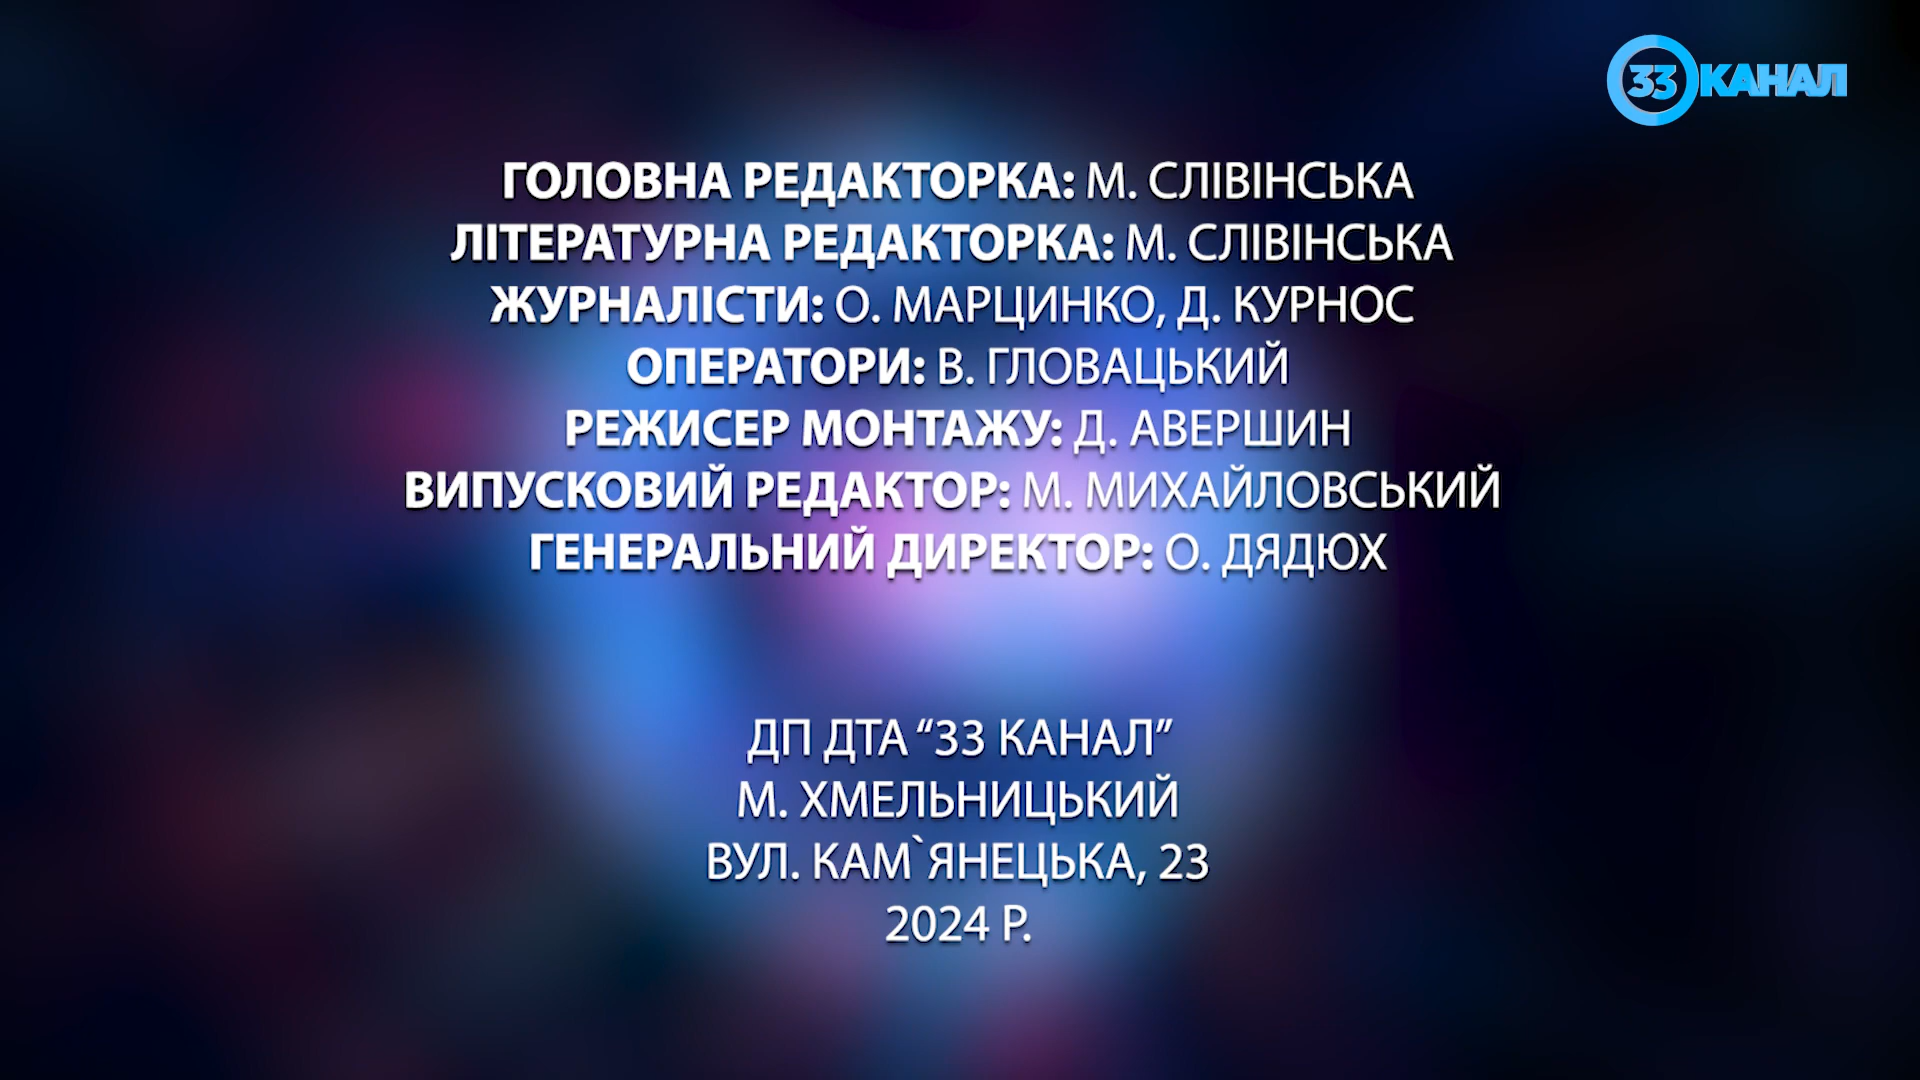 33 КАНАЛ
ГОЛОВНА РЕДАКТОРКА: М. СЛІВІНСЬКА
ЛІТЕРАТУРНА РЕДАКТОРКА: М. СЛІВІНСЬКА
ЖУРНАЛІСТИ: О. МАРЦИНКО, Д. КУРНОС
ОПЕРАТОРИ: В. ГЛОВАЦЬКИЙ
РЕЖИСЕР МОНТАЖУ: Д. АВЕРШИН
ВИПУСКОВИЙ РЕДАКТОР: М. МИХАЙЛОВСЬКИЙ
ГЕНЕРАЛЬНИЙ ДИРЕКТОР: О. ДЯДЮХ
ДП ДТА “33 КАНАЛ”
М. ХМЕЛЬНИЦЬКИЙ
ВУЛ. КАМ`ЯНЕЦЬКА, 23
2024 Р.